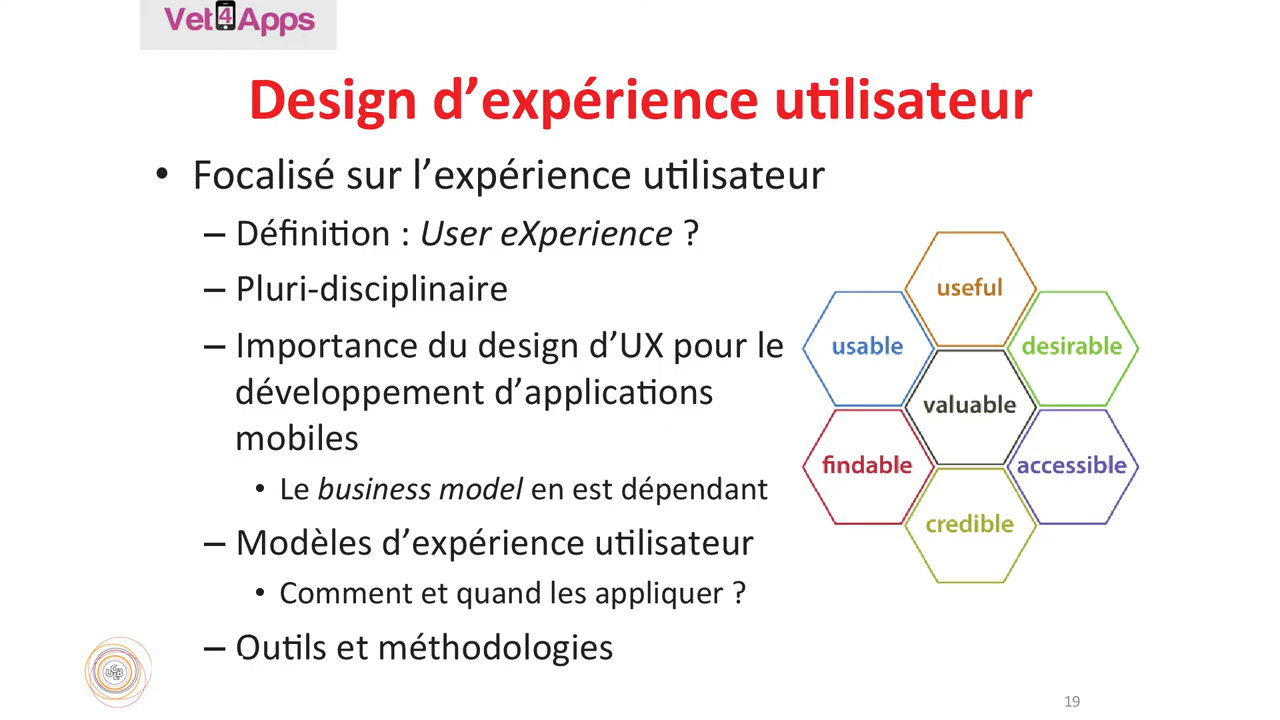 Vet4Apps
Design d’expérience utilisateur
• Focalisé sur l’expérience utilisateur
– Définition : User eXperience ?
– Pluri-disciplinaire
– Importance du design d’UX pour le
développement d’applications
mobiles
• Le business model en est dépendant
– Modèles d’expérience utilisateur
• Comment et quand les appliquer ?
– Outils et méthodologies
useful
usable
desirable
valuable
findable
accessible
credible
19